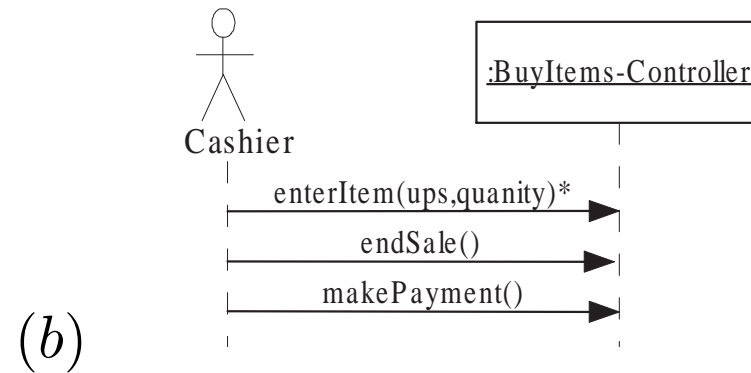 :BuyItems-Controller
Cashier
enterItem(ups,quanity)*
endSale()
makePayment()
(b)